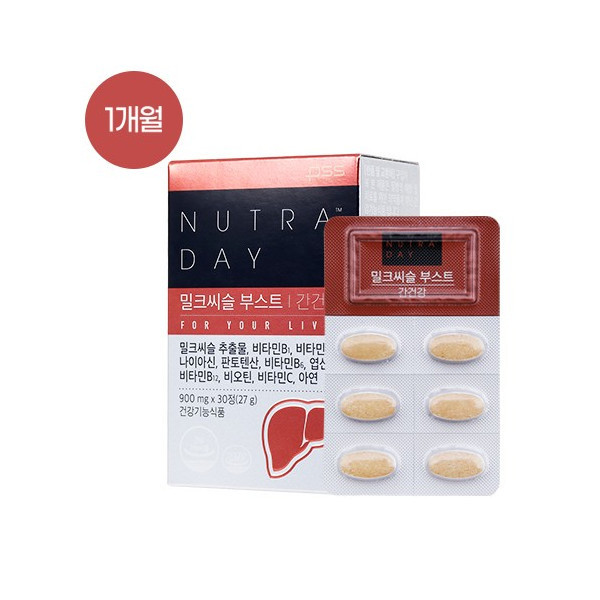 1개월
pss
NUTRA™
DAY
밀크씨슬 부스트 | 간건
FOR YOUR LIV
밀크씨슬 추출물, 비타민B₁, 비타민
나이아신, 판토텐산, 비타민B₆, 엽산
비타민B₁₂, 비오틴, 비타민C, 아연
900 mg x 30정(27 g)
건강기능식품
NUTRA
DAY
밀크씨슬 부스트
간건강